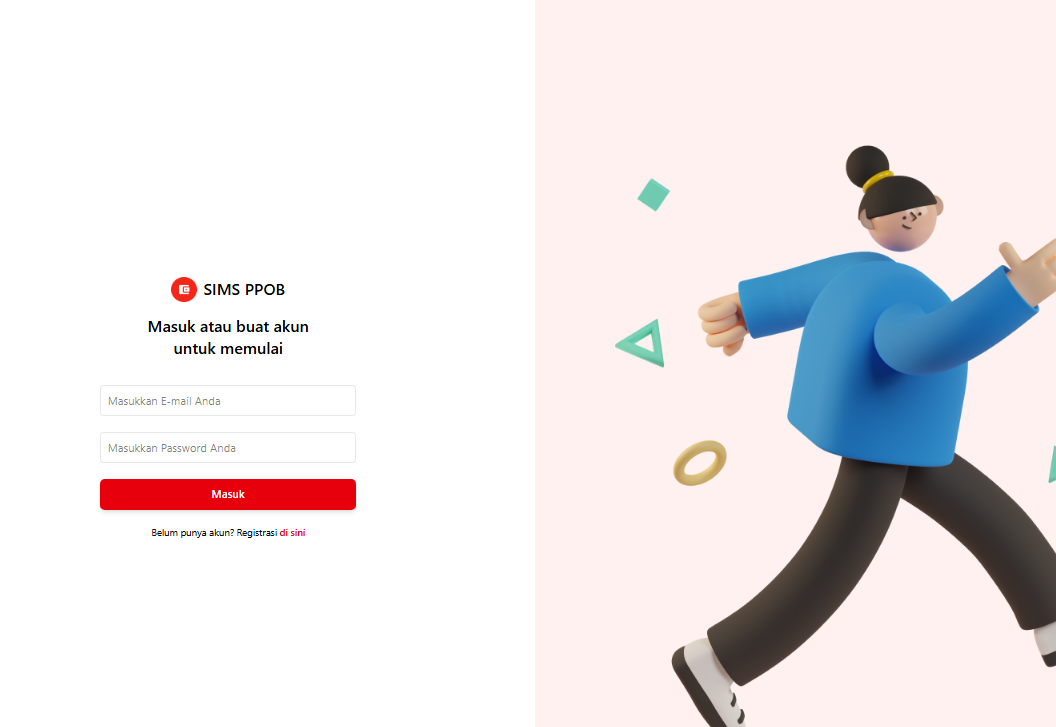 SIMS PPOB
Masuk atau buat akun
untuk memulai
Masukkan E-mail Anda
Masukkan Password Anda
Masuk
Belum punya akun? Registrasi di sini